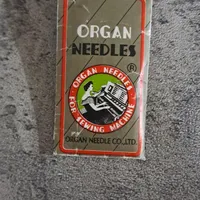 ORGAN
NEEDLES
®
ORGAN NEEDLES
FOR SEWING MACHINE
ORGAN NEEDLE CO.,LTD.